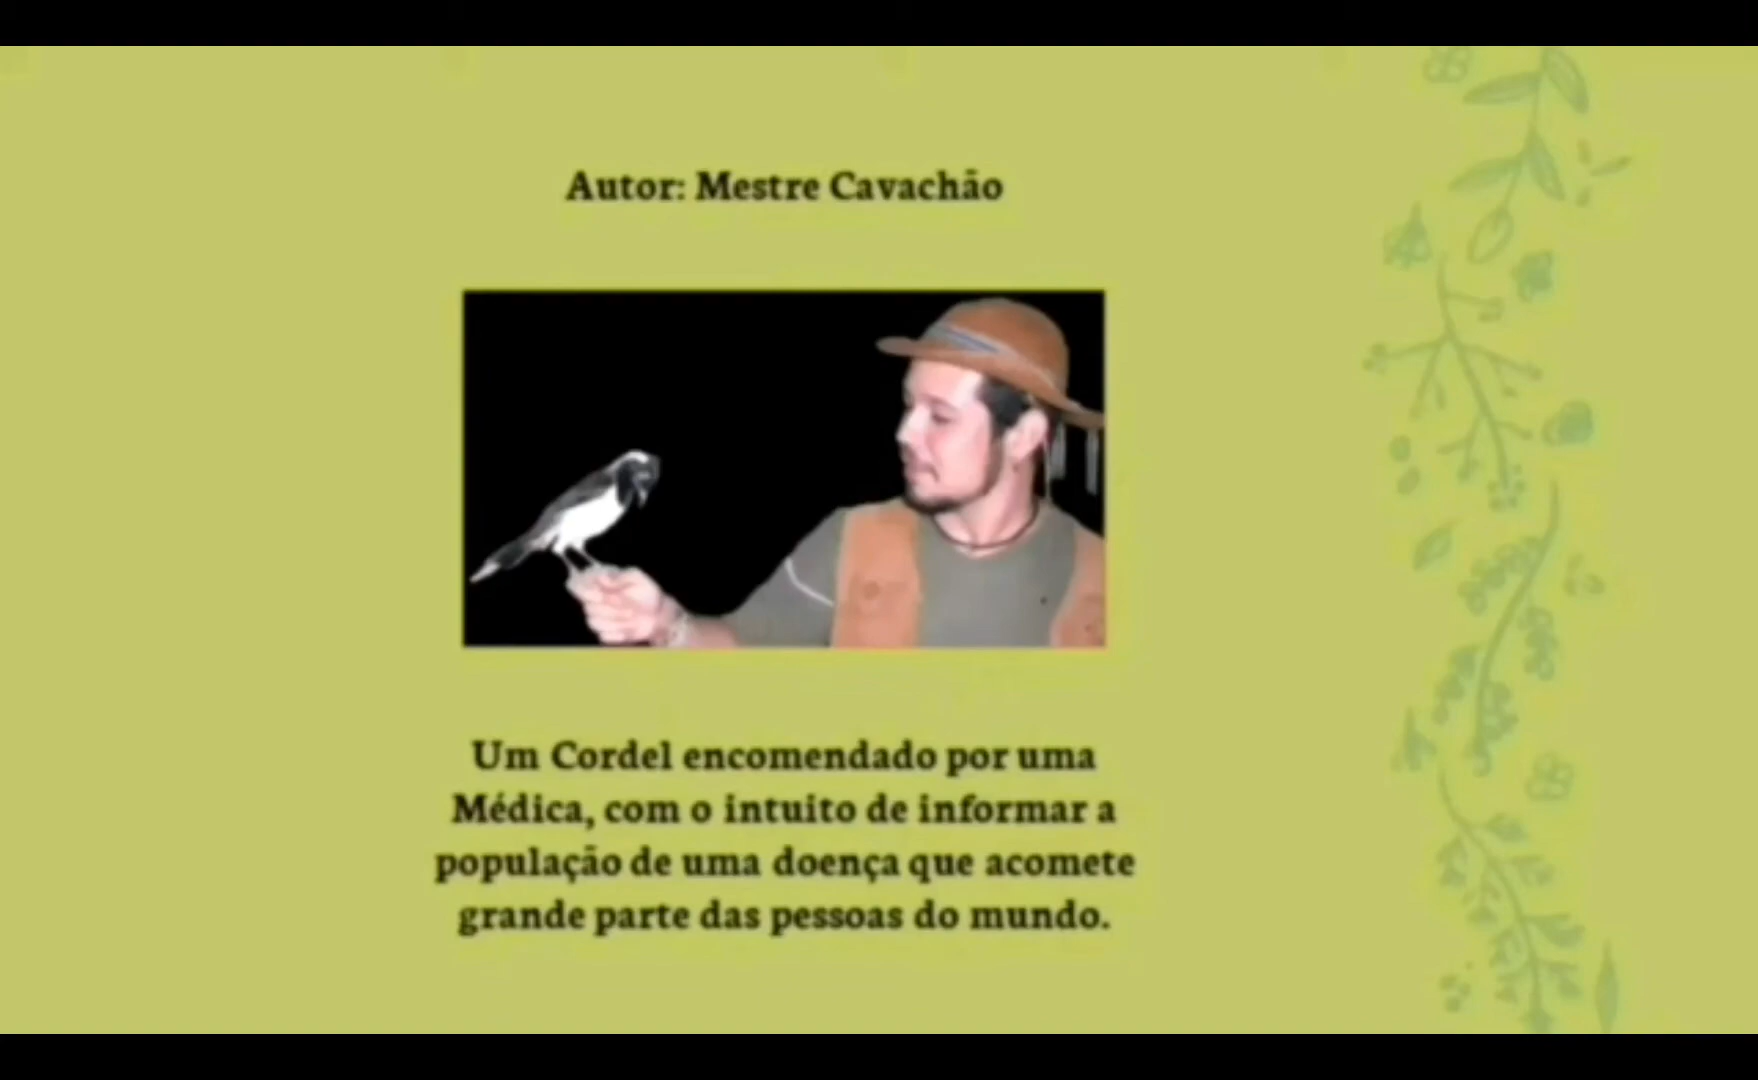 Autor: Mestre Cavachão
Um Cordel encomendado por uma
Médica, com o intuito de informar a
população de uma doença que acomete
grande parte das pessoas do mundo.